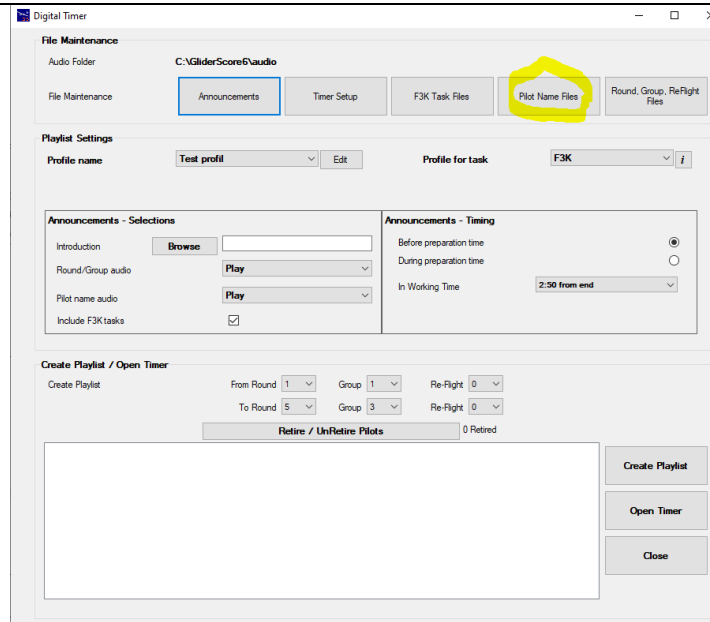 Digital Timer
File Maintenance
Audio Folder C:\GliderScore6\audio
File Maintenance Announcements Timer Setup F3K Task Files Pilot Name Files Round, Group, ReFlight
Files
Playlist Settings
Profile name Test profil Edit Profile for task F3K i
Announcements - Selections
Introduction Browse
Round/Group audio Play
Pilot name audio Play
Include F3K tasks
Announcements - Timing
Before preparation time
During preparation time
In Working Time 2:50 from end
Create Playlist / Open Timer
Create Playlist From Round 1 Group 1 Re-Flight 0
To Round 5 Group 3 Re-Flight 0
Retire / UnRetire Pilots 0 Retired
Create Playlist
Open Timer
Close